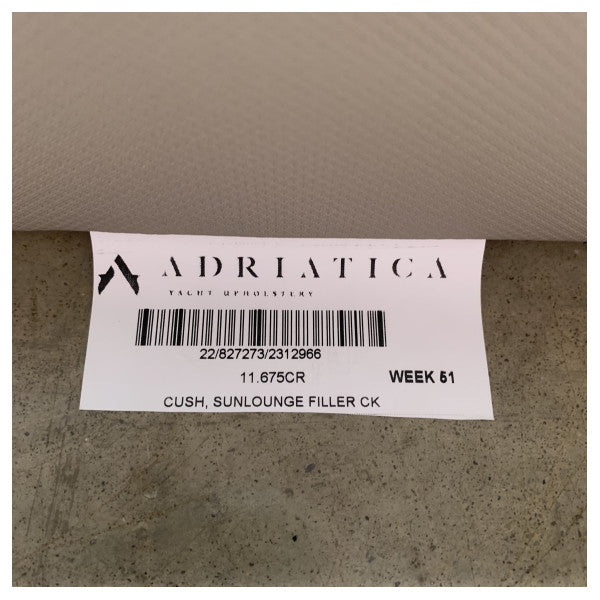 ADRIATICA
YACHT UPHOLSTERY
22/827273/2312966
11.675CR WEEK 51
CUSH, SUNLOUNGE FILLER CK